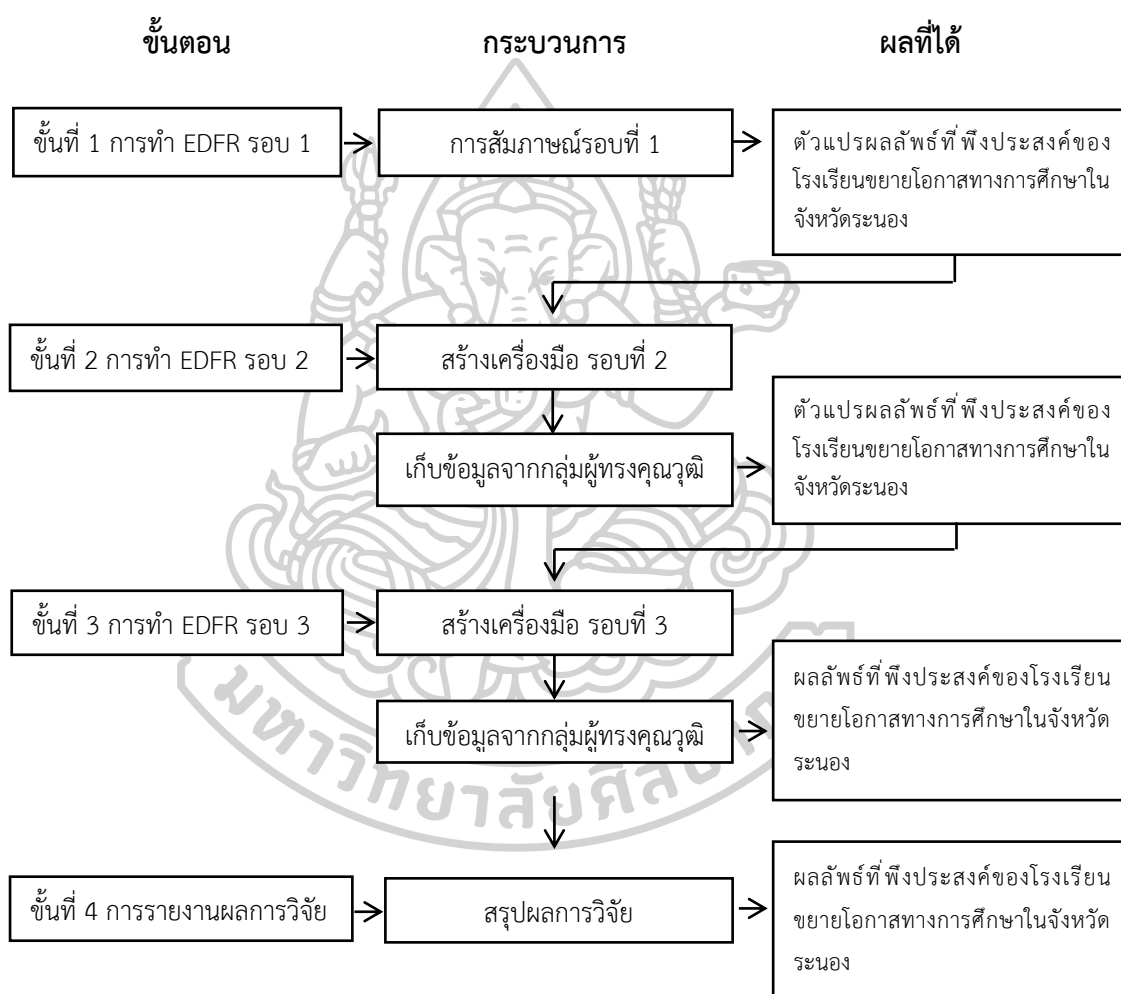 ขั้นตอน
กระบวนการ
ผลที่ได้
ขั้นที่ 1 การทำ EDFR รอบ 1
การสัมภาษณ์รอบที่ 1
ตัวแปรผลลัพธ์ที่พึงประสงค์ของ
โรงเรียนขยายโอกาสทางการศึกษาใน
จังหวัดระนอง
ขั้นที่ 2 การทำ EDFR รอบ 2
สร้างเครื่องมือ รอบที่ 2
เก็บข้อมูลจากกลุ่มผู้ทรงคุณวุฒิ
ตัวแปรผลลัพธ์ที่พึงประสงค์ของ
โรงเรียนขยายโอกาสทางการศึกษาใน
จังหวัดระนอง
ขั้นที่ 3 การทำ EDFR รอบ 3
สร้างเครื่องมือ รอบที่ 3
เก็บข้อมูลจากกลุ่มผู้ทรงคุณวุฒิ
ผลลัพธ์ที่พึงประสงค์ของโรงเรียน
ขยายโอกาสทางการศึกษาในจังหวัด
ระนอง
ขั้นที่ 4 การรายงานผลการวิจัย
สรุปผลการวิจัย
ผลลัพธ์ที่พึงประสงค์ของโรงเรียน
ขยายโอกาสทางการศึกษาในจังหวัด
ระนอง